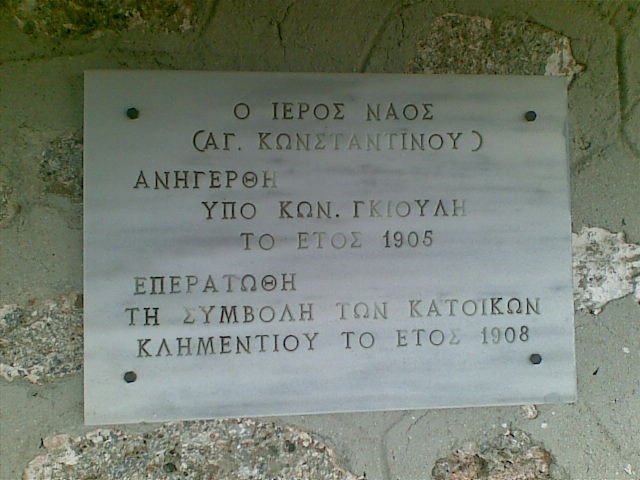 Ο ΙΕΡΟΣ ΝΑΟΣ
(ΑΓ. ΚΩΝΣΤΑΝΤΙΝΟΥ)
ΑΝΗΓΕΡΘΗ
ΥΠΟ ΚΩΝ. ΓΚΙΟΥΛΗ
ΤΟ ΕΤΟΣ 1905
ΕΠΕΡΑΤΩΘΗ
ΤΗ ΣΥΜΒΟΛΗ ΤΩΝ ΚΑΤΟΙΚΩΝ
ΚΛΗΜΕΝΤΙΟΥ ΤΟ ΕΤΟΣ 1908